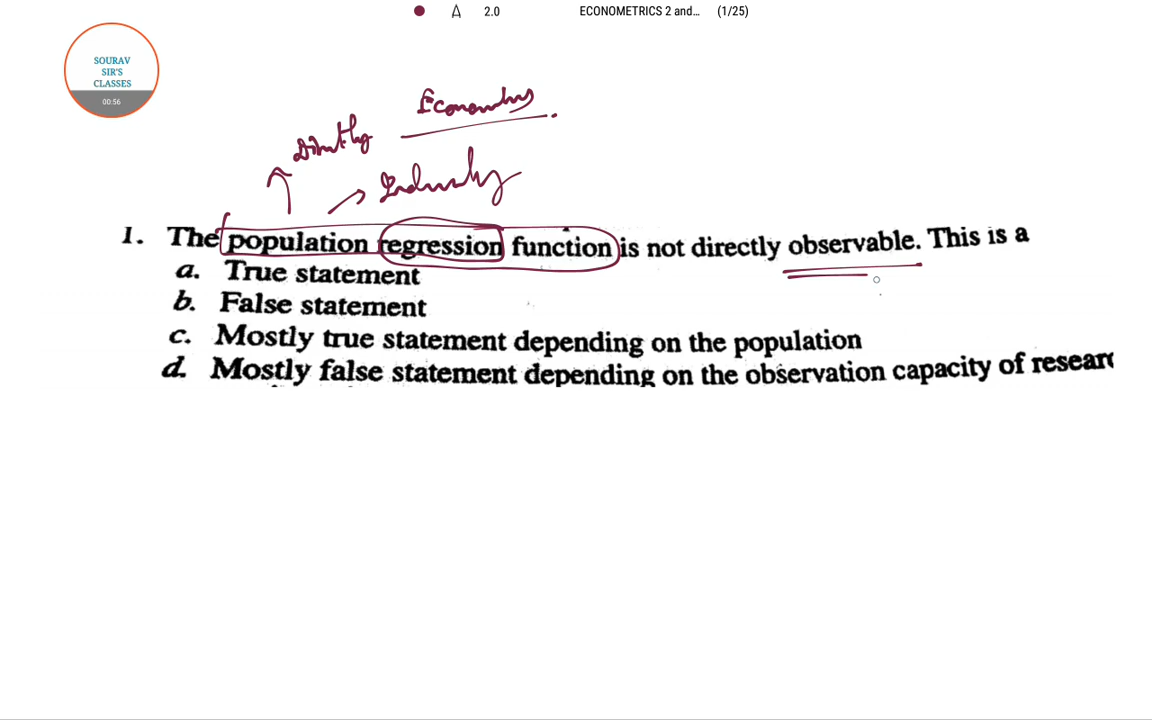 2.0 ECONOMETRICS 2 and... (1/25)
SOURAV
SIR'S
CLASSES
00:56
Directly
1. The population regression function is not directly observable. This is a
a. True statement
b. False statement
c. Mostly true statement depending on the population
d. Mostly false statement depending on the observation capacity of resear